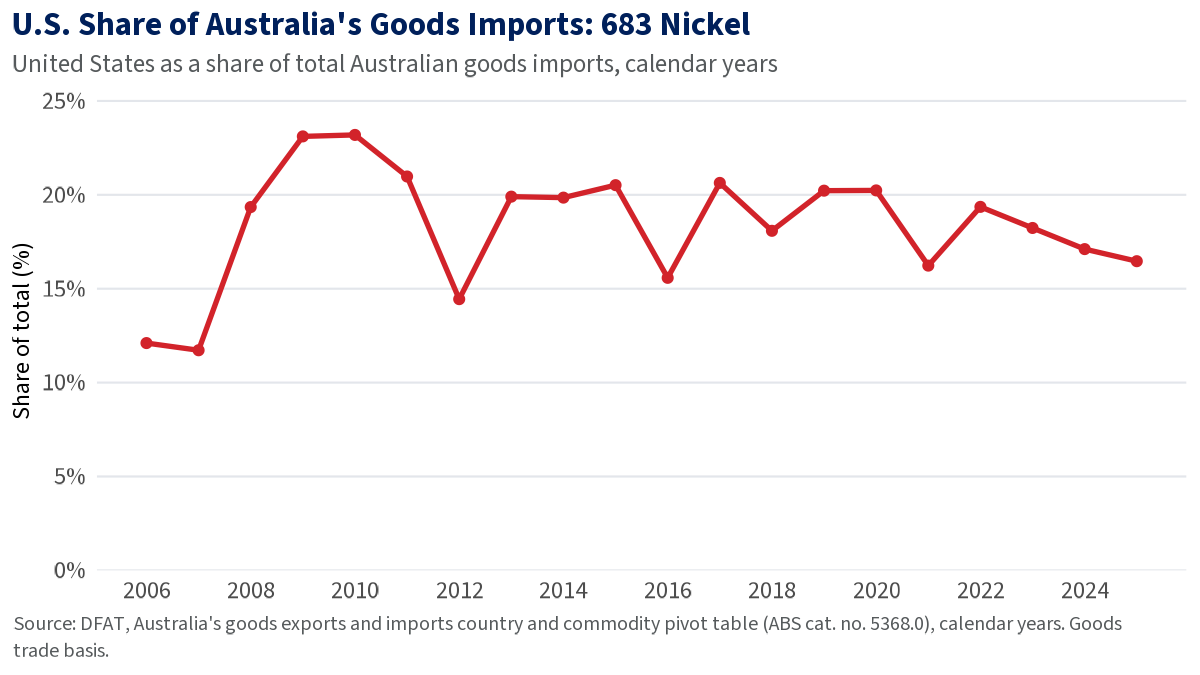 U.S. Share of Australia's Goods Imports: 683 Nickel
United States as a share of total Australian goods imports, calendar years
Share of total (%)
25%
20%
15%
10%
5%
0%
2006 2008 2010 2012 2014 2016 2018 2020 2022 2024
Source: DFAT, Australia's goods exports and imports country and commodity pivot table (ABS cat. no. 5368.0), calendar years. Goods
trade basis.